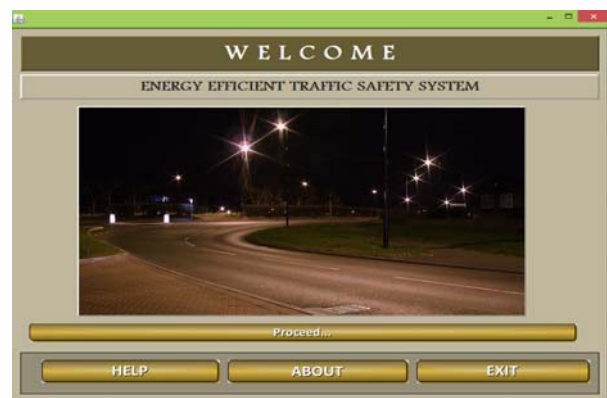 WELCOME
ENERGY EFFICIENT TRAFFIC SAFETY SYSTEM
Proceed...
HELP ABOUT EXIT